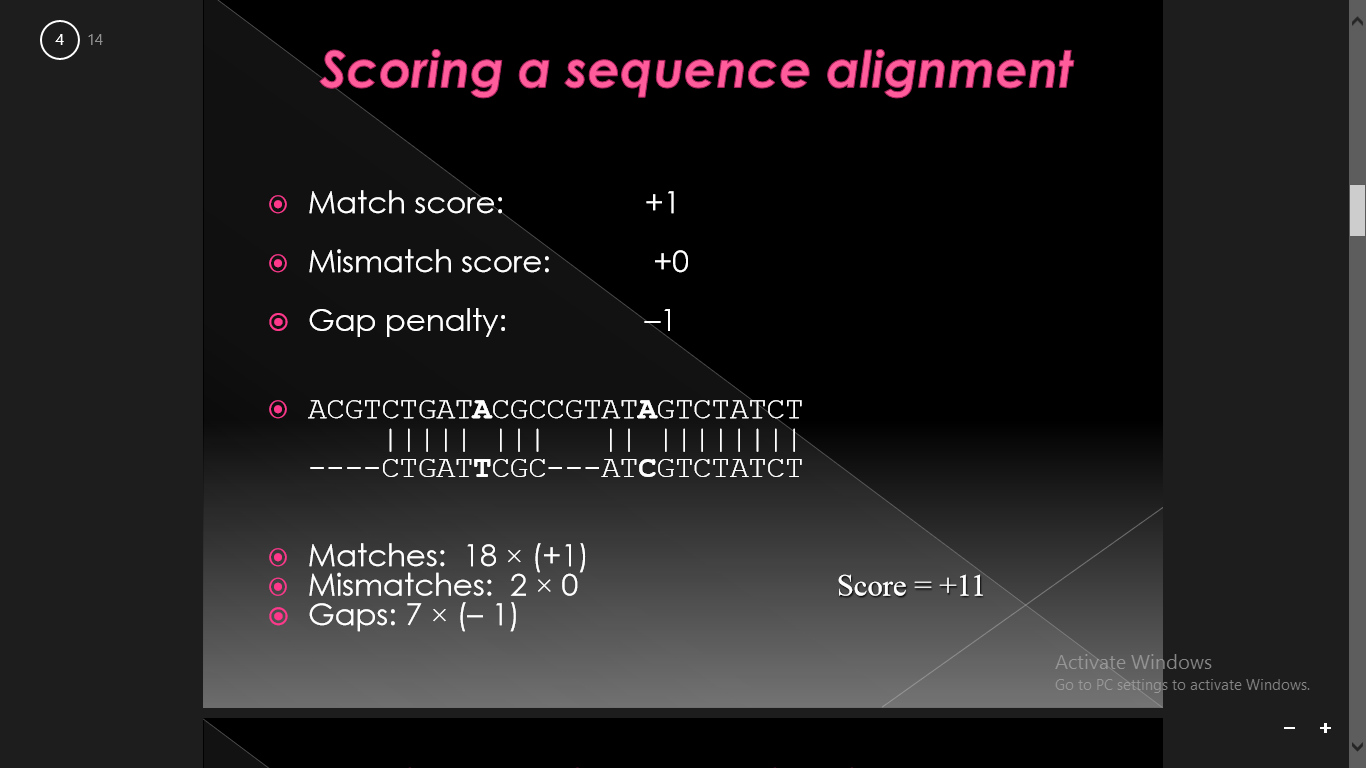 4 14
Scoring a sequence alignment
Match score: +1
Mismatch score: +0
Gap penalty: –1
ACGTCTGATACGCCGTATAGTCTATCT
||||| ||| || ||||||||
----CTGATTCGC---ATCGTCTATCT
Matches: 18 × (+1)
Mismatches: 2 × 0
Score = +11
Gaps: 7 × (– 1)
Activate Windows
Go to PC settings to activate Windows.